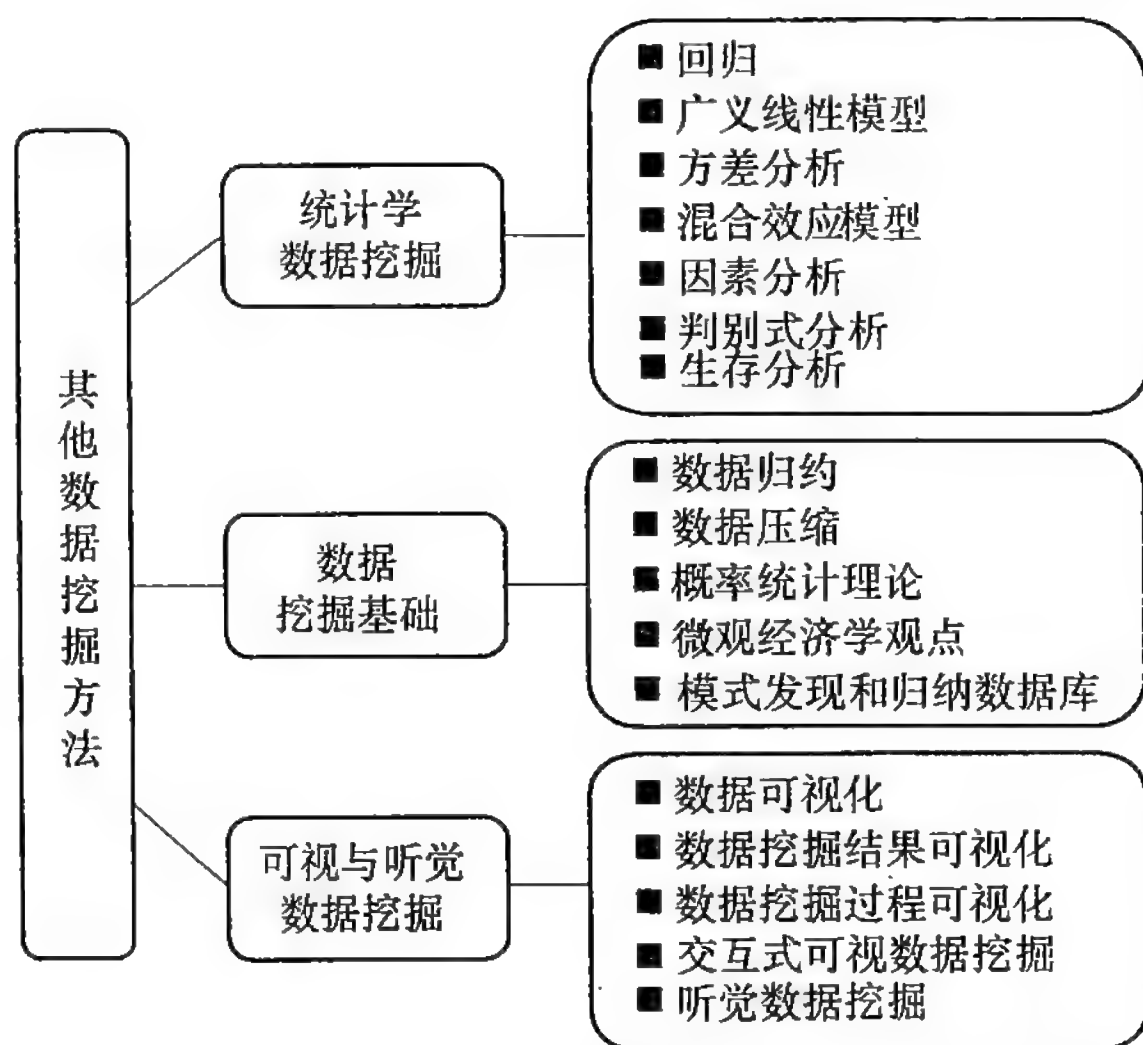 其他数据挖掘方法
统计学
数据挖掘
■ 回归
■ 广义线性模型
■ 方差分析
■ 混合效应模型
■ 因素分析
■ 判别式分析
■ 生存分析
数据
挖掘基础
■ 数据归约
■ 数据压缩
■ 概率统计理论
■ 微观经济学观点
■ 模式发现和归纳数据库
可视与听觉
数据挖掘
■ 数据可视化
■ 数据挖掘结果可视化
■ 数据挖掘过程可视化
■ 交互式可视数据挖掘
■ 听觉数据挖掘